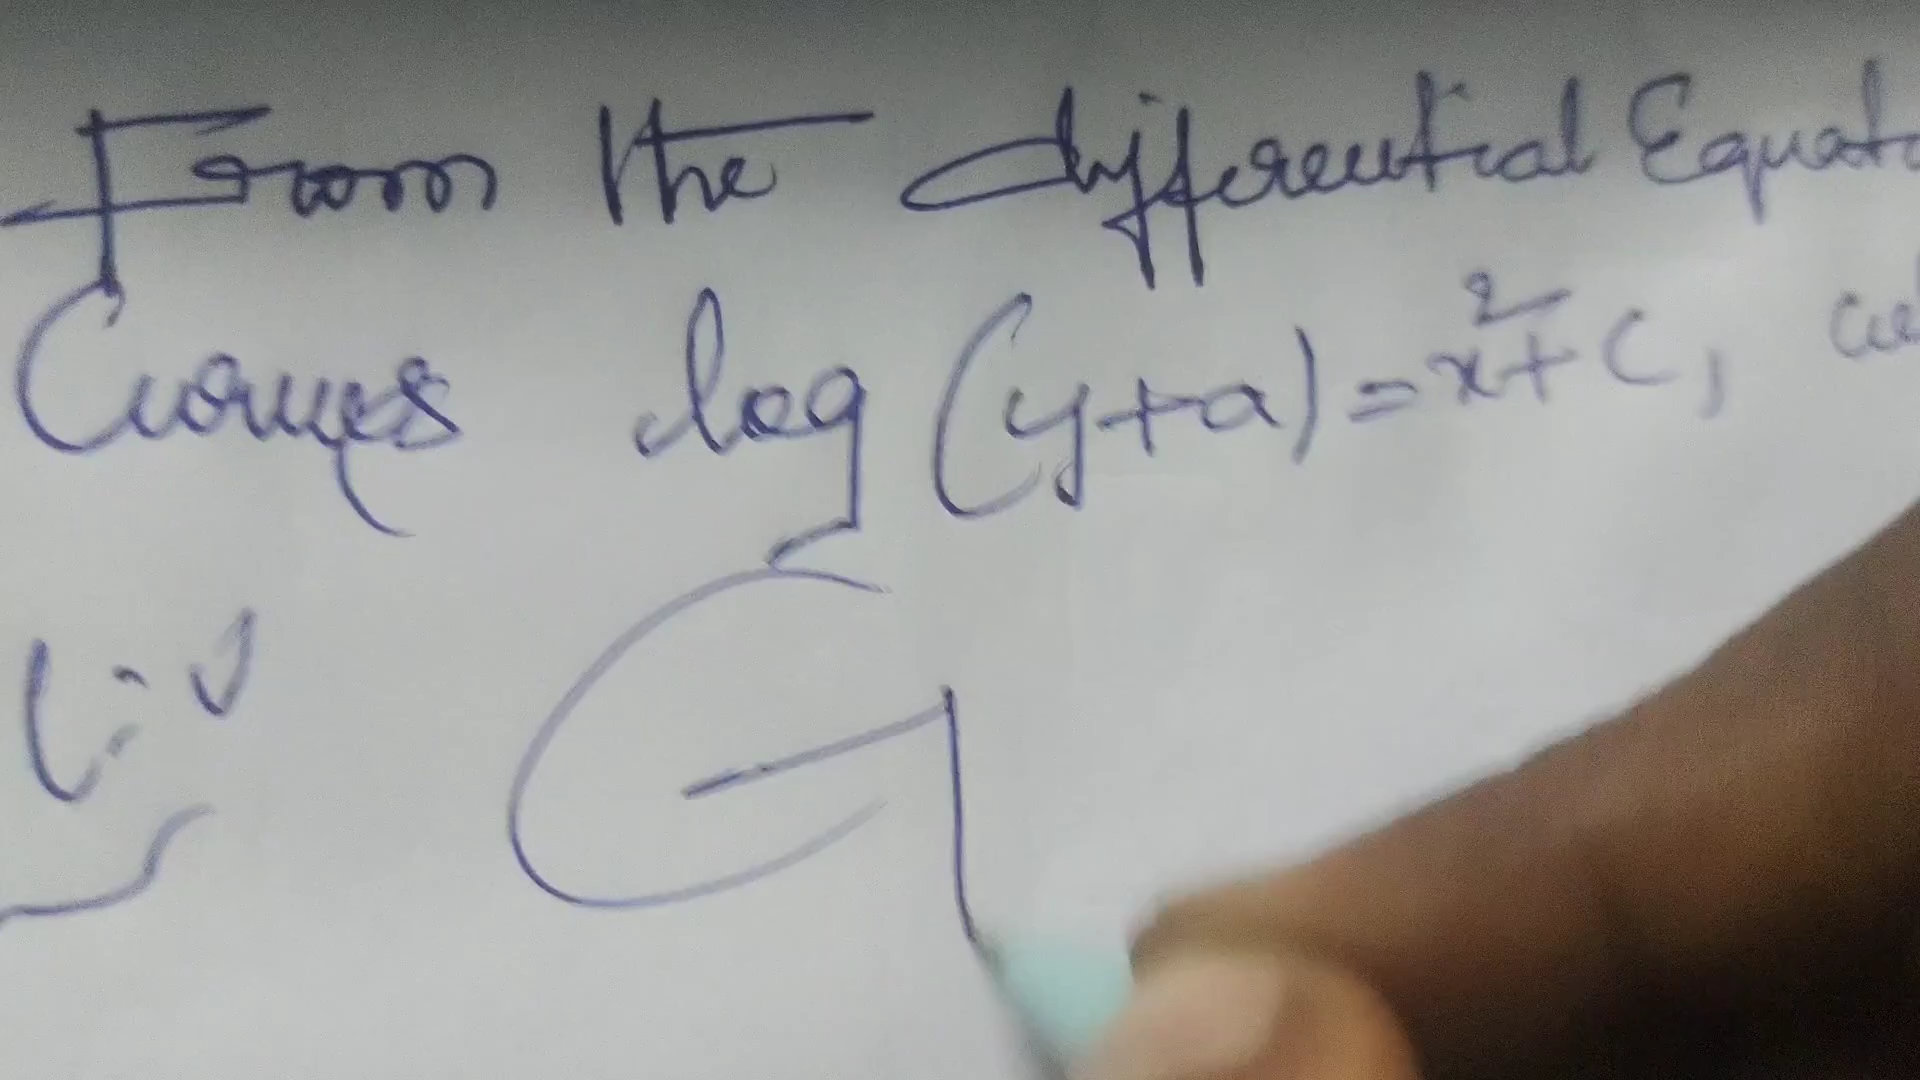 From the differential Equat
Curves log (y+a) = x²+ c,
G